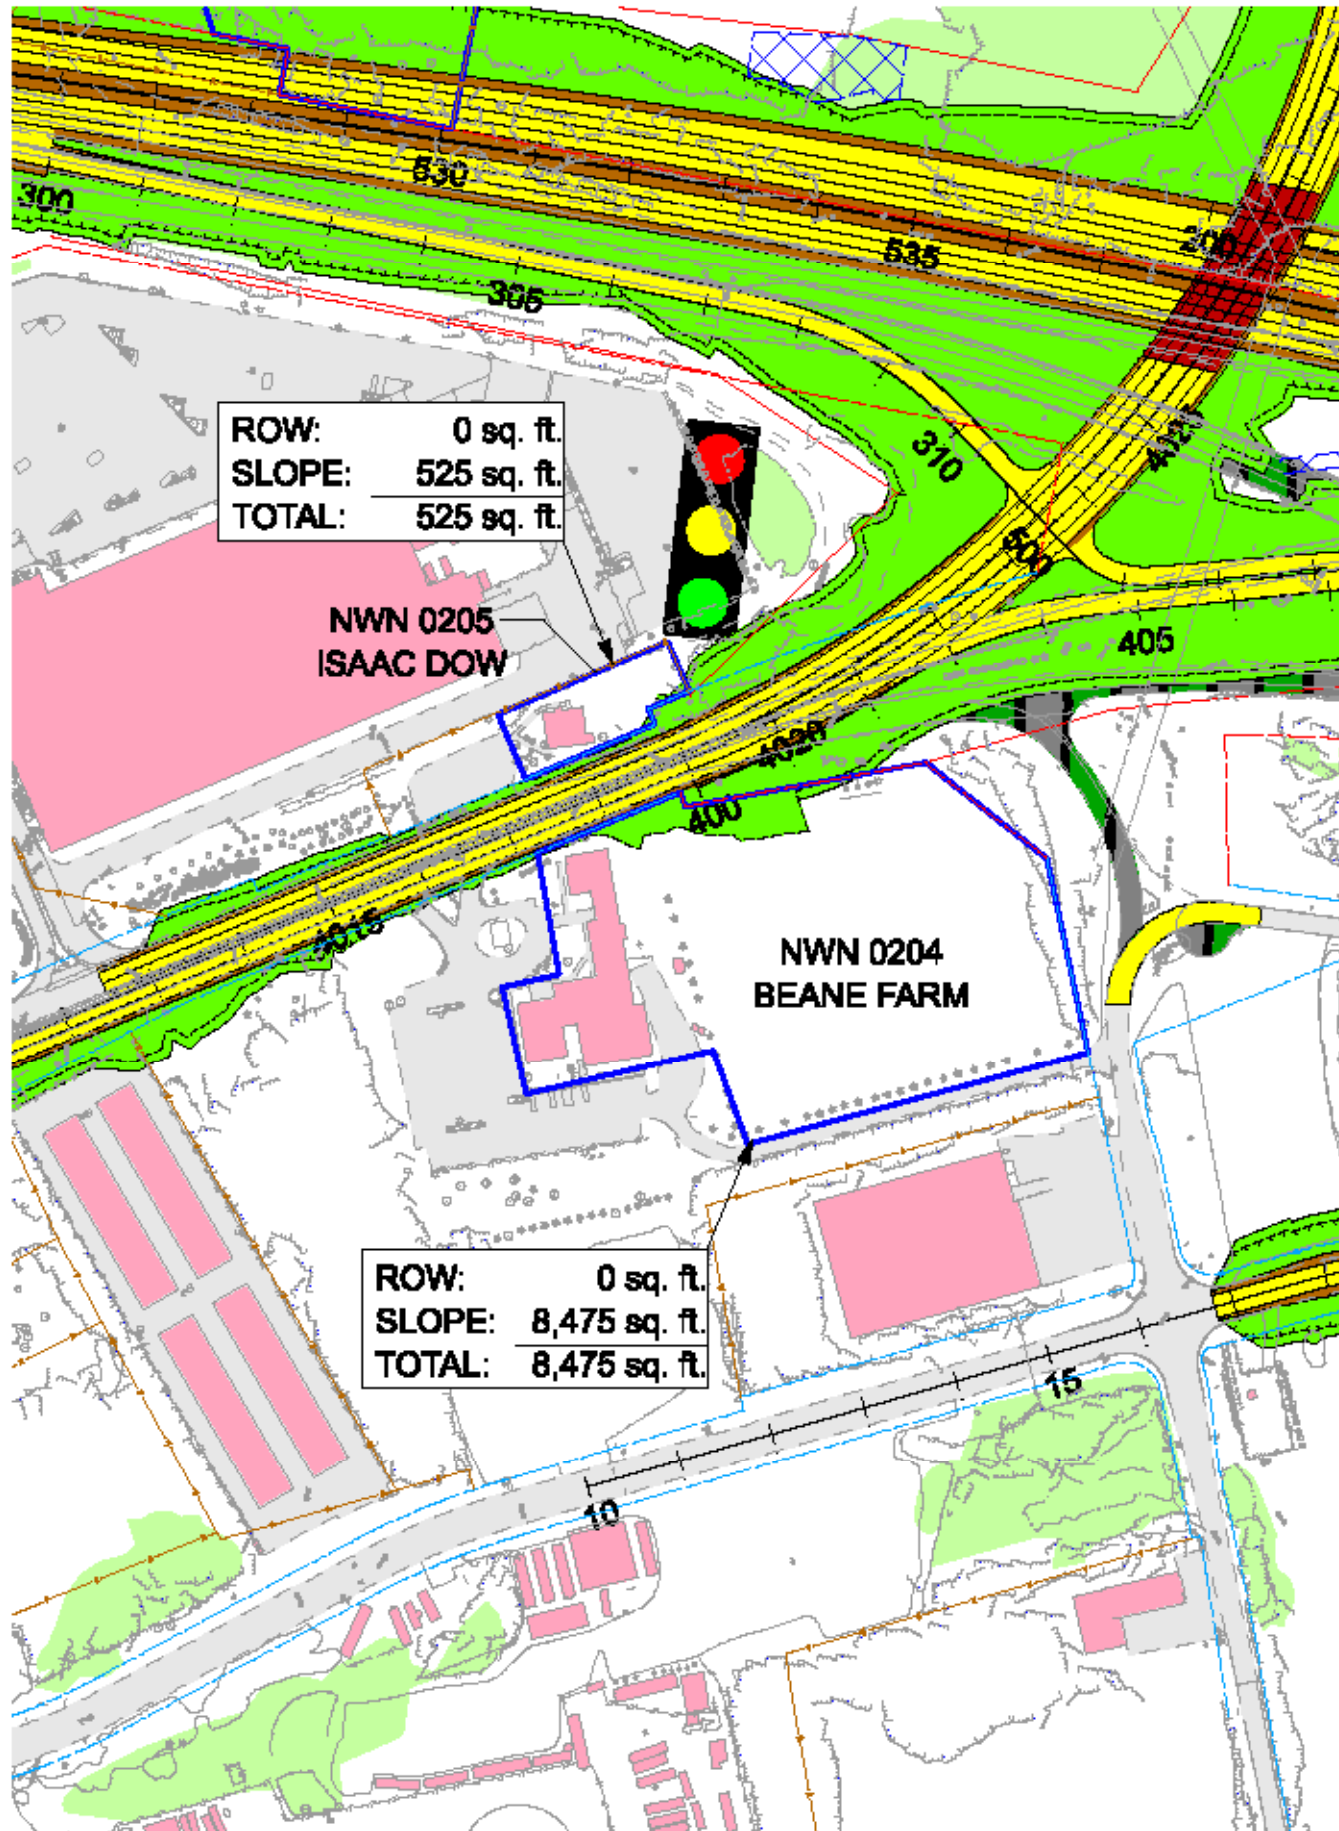 530
300
200
535
305
ROW: 0 sq. ft.
SLOPE: 525 sq. ft.
TOTAL: 525 sq. ft.
310
4025
500
NWN 0205
ISAAC DOW
405
4020
400
4015
NWN 0204
BEANE FARM
ROW: 0 sq. ft.
SLOPE: 8,475 sq. ft.
TOTAL: 8,475 sq. ft.
15
10